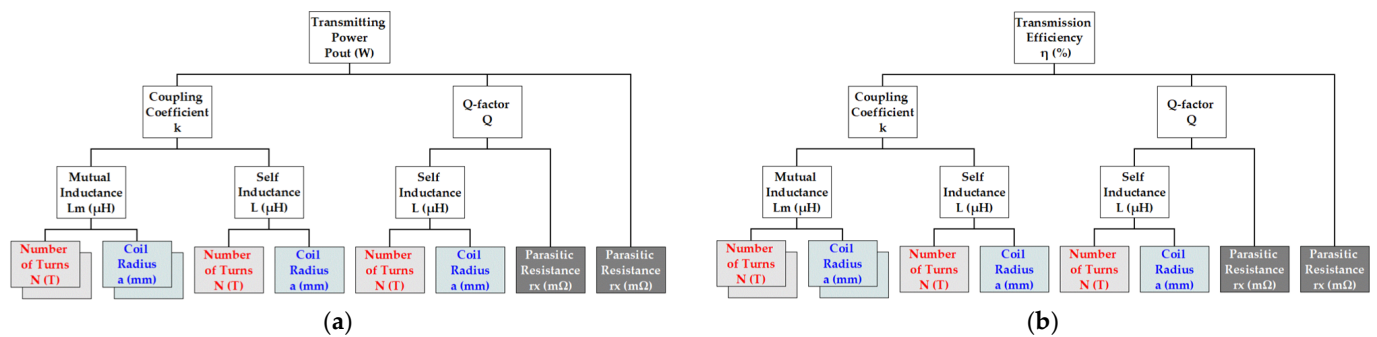 Transmitting
Power
Pout (W)
Coupling
Coefficient
k
Q-factor
Q
Mutual
Inductance
Lm (μH)
Self
Inductance
L (μH)
Self
Inductance
L (μH)
Number
of Turns
N (T)
Coil
Radius
a (mm)
Number
of Turns
N (T)
Coil
Radius
a (mm)
Number
of Turns
N (T)
Coil
Radius
a (mm)
Parasitic
Resistance
rx (mΩ)
Parasitic
Resistance
rx (mΩ)
(a)
Transmission
Efficiency
η (%)
Coupling
Coefficient
k
Q-factor
Q
Mutual
Inductance
Lm (μH)
Self
Inductance
L (μH)
Self
Inductance
L (μH)
Number
of Turns
N (T)
Coil
Radius
a (mm)
Number
of Turns
N (T)
Coil
Radius
a (mm)
Number
of Turns
N (T)
Coil
Radius
a (mm)
Parasitic
Resistance
rx (mΩ)
Parasitic
Resistance
rx (mΩ)
(b)